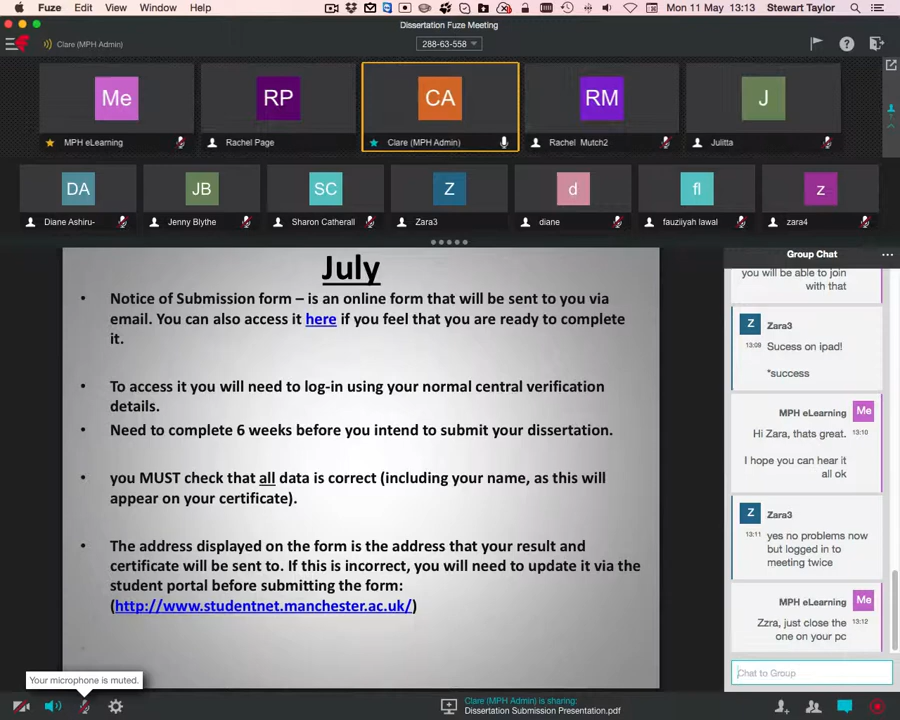 Fuze Edit View Window Help Mon 11 May 13:13 Stewart Taylor
Dissertation Fuze Meeting
Clare (MPH Admin) 288-63-558
Me RP CA RM J
MPH eLearning Rachel Page Clare (MPH Admin) Rachel Mutch2 Julitta
DA JB SC Z d fl z
Diane Ashiru- Jenny Blythe Sharon Catherall Zara3 diane fauziiyah lawal zara4
July
• Notice of Submission form – is an online form that will be sent to you via
email. You can also access it here if you feel that you are ready to complete
it.
• To access it you will need to log-in using your normal central verification
details.
• Need to complete 6 weeks before you intend to submit your dissertation.
• you MUST check that all data is correct (including your name, as this will
appear on your certificate).
• The address displayed on the form is the address that your result and
certificate will be sent to. If this is incorrect, you will need to update it via the
student portal before submitting the form:
(http://www.studentnet.manchester.ac.uk/)
Group Chat
you will be able to join
with that
Z Zara3
13:09 Sucess on ipad!
*success
MPH eLearning Me
Hi Zara, thats great. 13:10
I hope you can hear it
all ok
Z Zara3
13:11 yes no problems now
but logged in to
meeting twice
MPH eLearning Me
Zzra, just close the 13:12
one on your pc
Chat to Group
Your microphone is muted.
Clare (MPH Admin) is sharing:
Dissertation Submission Presentation.pdf